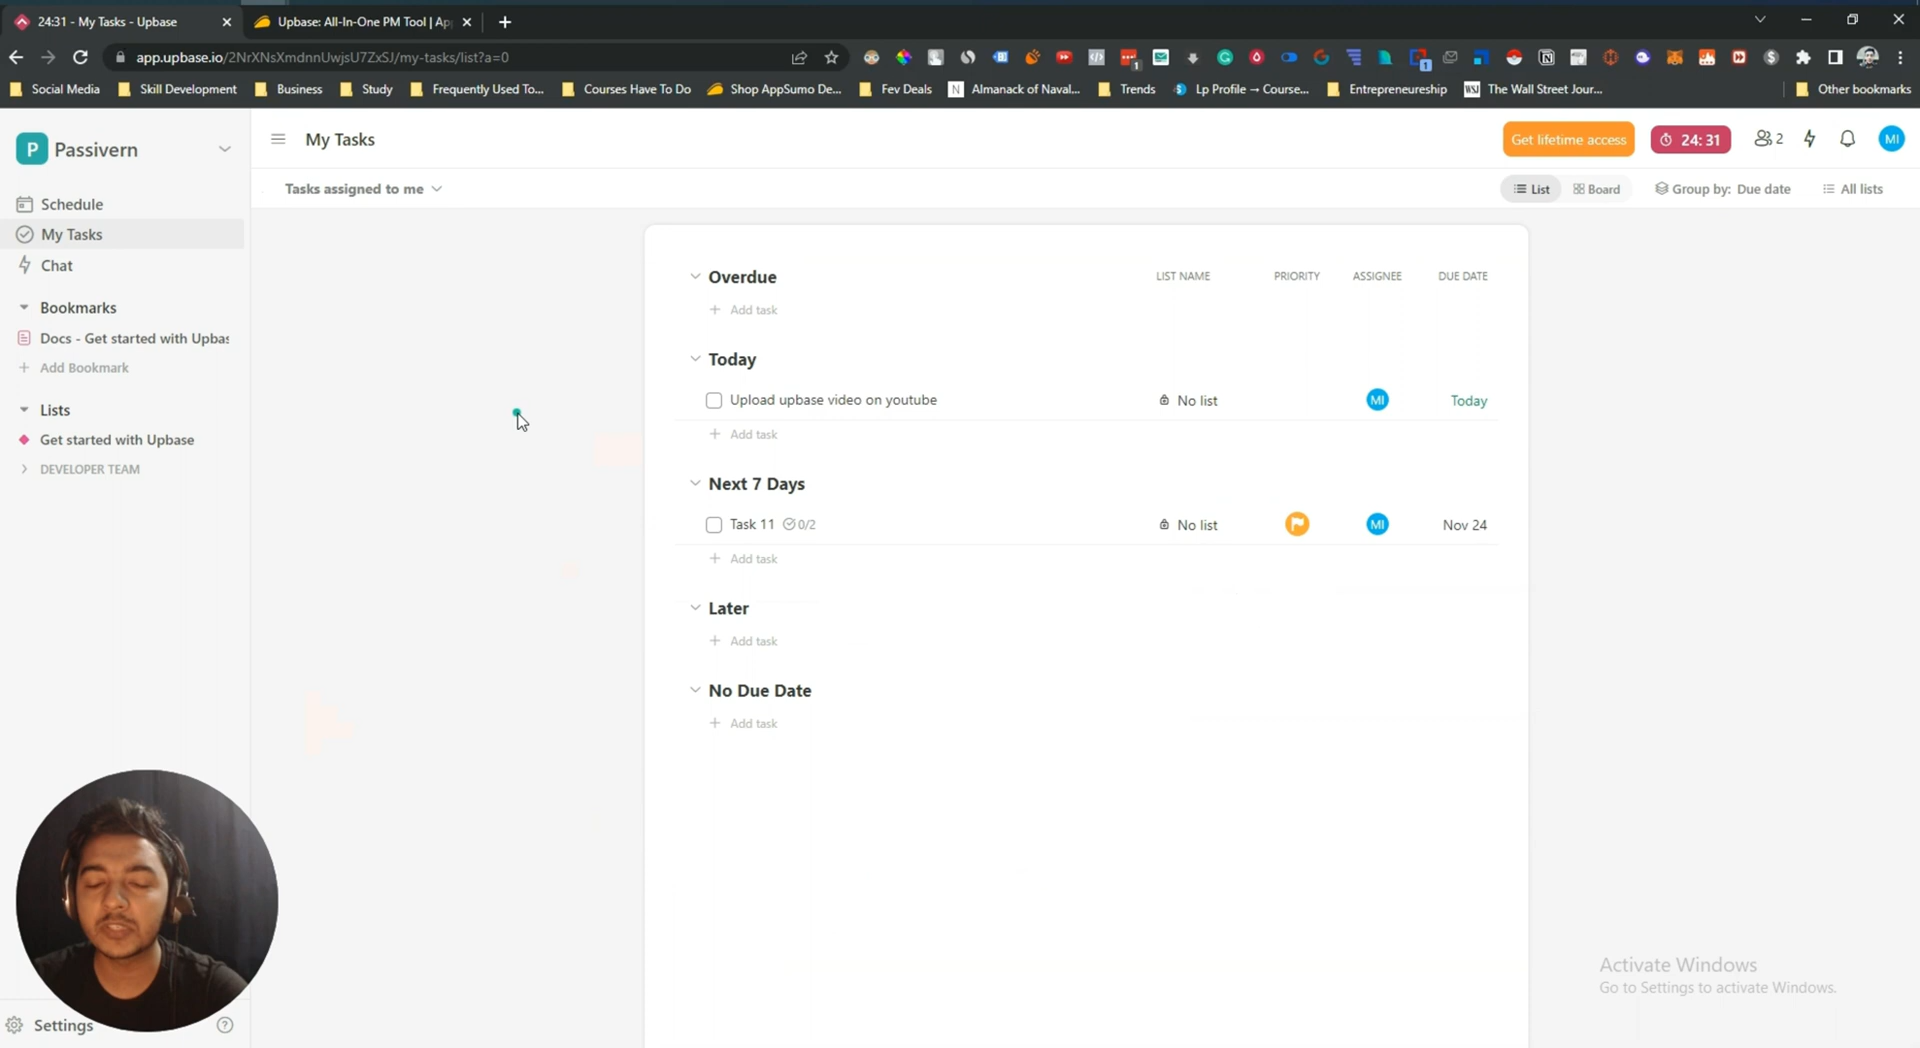 24:31 - My Tasks - Upbase
Upbase: All-In-One PM Tool | Ap
app.upbase.io/2NrXNsXmdnnUwjsU7ZxSJ/my-tasks/list?a=0
Social Media
Skill Development
Business
Study
Frequently Used To...
Courses Have To Do
Shop AppSumo De...
Fev Deals
Almanack of Naval...
Trends
Lp Profile → Course...
Entrepreneurship
WSJ The Wall Street Jour...
Other bookmarks
P Passivern
My Tasks
Get lifetime access
24: 31
2
MI
Schedule
My Tasks
Chat
Bookmarks
Docs - Get started with Upbas
Add Bookmark
Lists
Get started with Upbase
DEVELOPER TEAM
Settings
Tasks assigned to me
List
Board
Group by: Due date
All lists
Overdue
LIST NAME
PRIORITY
ASSIGNEE
DUE DATE
+ Add task
Today
Upload upbase video on youtube
No list
MI
Today
+ Add task
Next 7 Days
Task 11 0/2
No list
MI
Nov 24
+ Add task
Later
+ Add task
No Due Date
+ Add task
Activate Windows
Go to Settings to activate Windows.